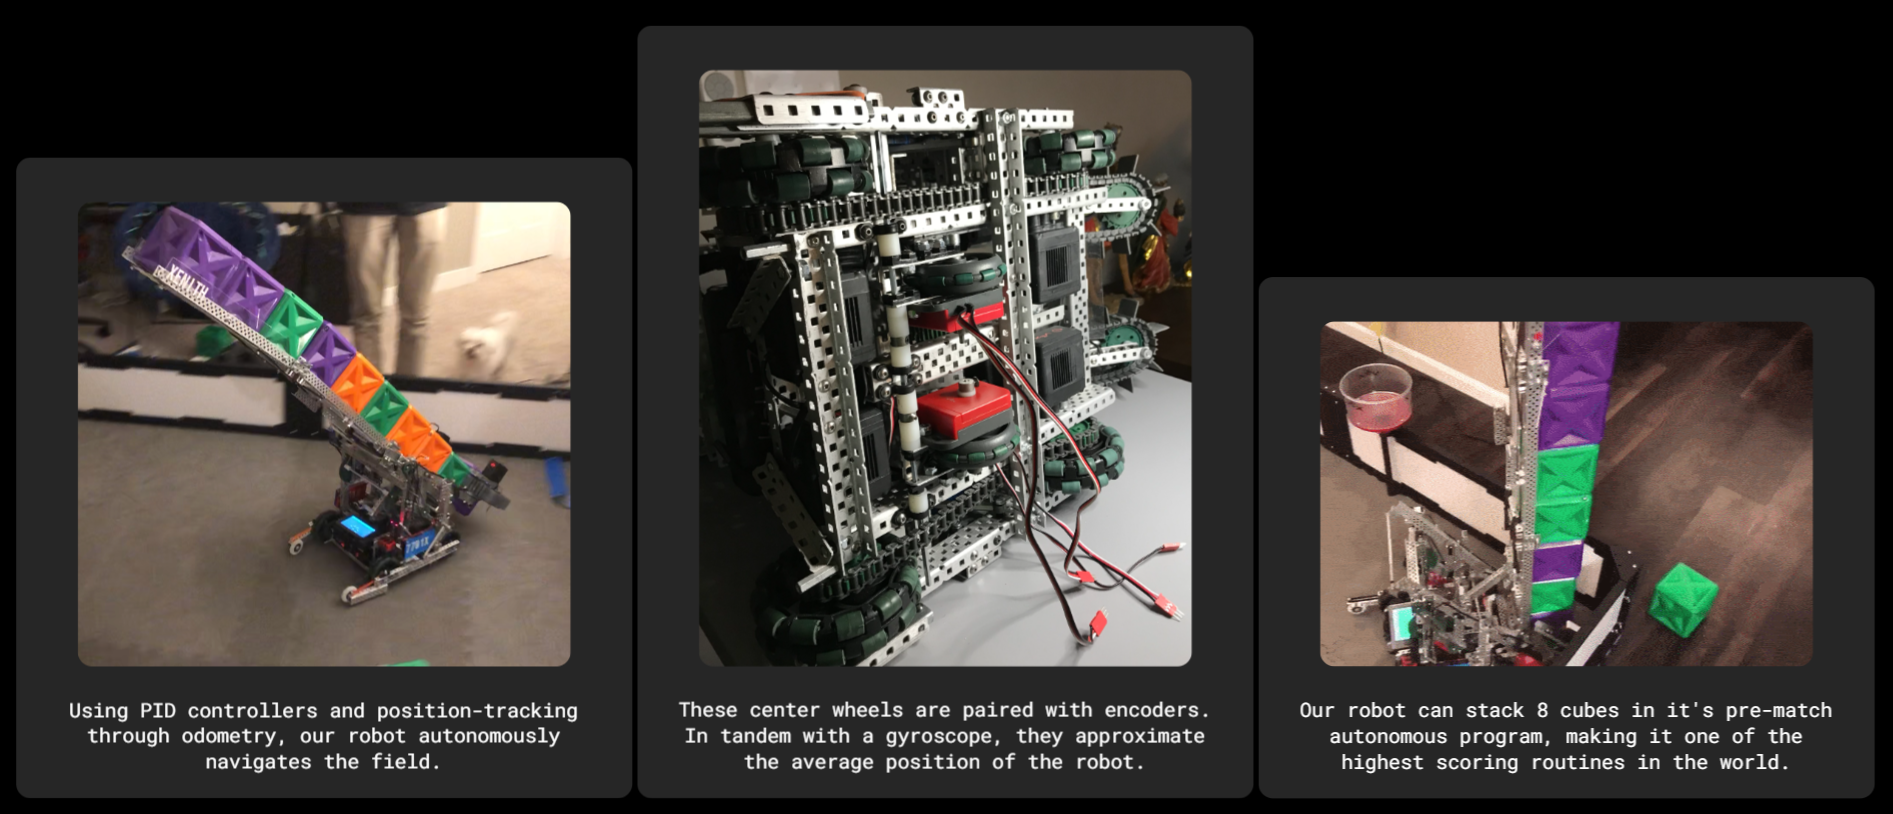 XENITH
7701X
Using PID controllers and position-tracking
through odometry, our robot autonomously
navigates the field.
These center wheels are paired with encoders.
In tandem with a gyroscope, they approximate
the average position of the robot.
Our robot can stack 8 cubes in it's pre-match
autonomous program, making it one of the
highest scoring routines in the world.